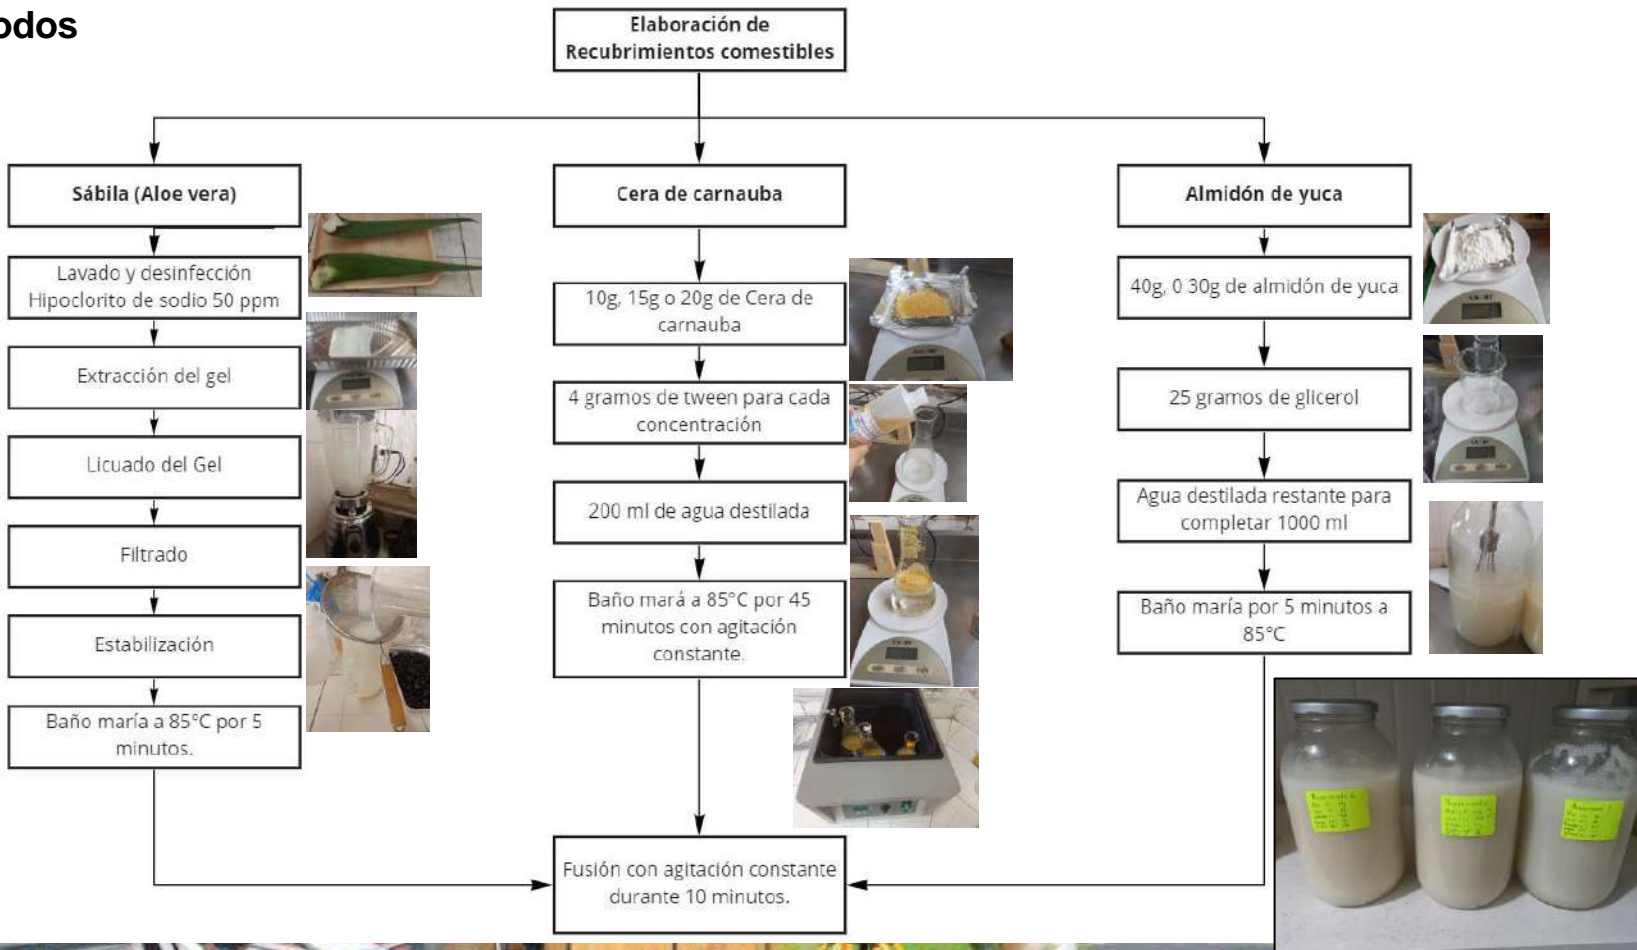 odos
Elaboración de
Recubrimientos comestibles
Sábila (Aloe vera)
Lavado y desinfección
Hipoclorito de sodio 50 ppm
Extracción del gel
Licuado del Gel
Filtrado
Estabilización
Baño maría a 85°C por 5
minutos.
Cera de carnauba
10g, 15g o 20g de Cera de
carnauba
4 gramos de tween para cada
concentración
200 ml de agua destilada
Baño mará a 85°C por 45
minutos con agitación
constante.
Almidón de yuca
40g, 0 30g de almidón de yuca
25 gramos de glicerol
Agua destilada restante para
completar 1000 ml
Baño maría por 5 minutos a
85°C
Fusión con agitación constante
durante 10 minutos.